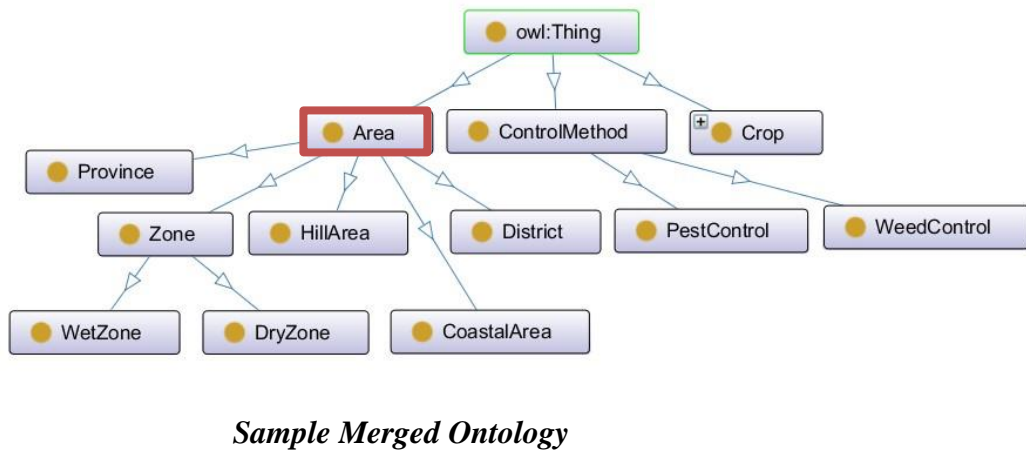 owl:Thing
Area
ControlMethod
Crop
Province
Zone
HillArea
District
PestControl
WeedControl
WetZone
DryZone
CoastalArea
Sample Merged Ontology